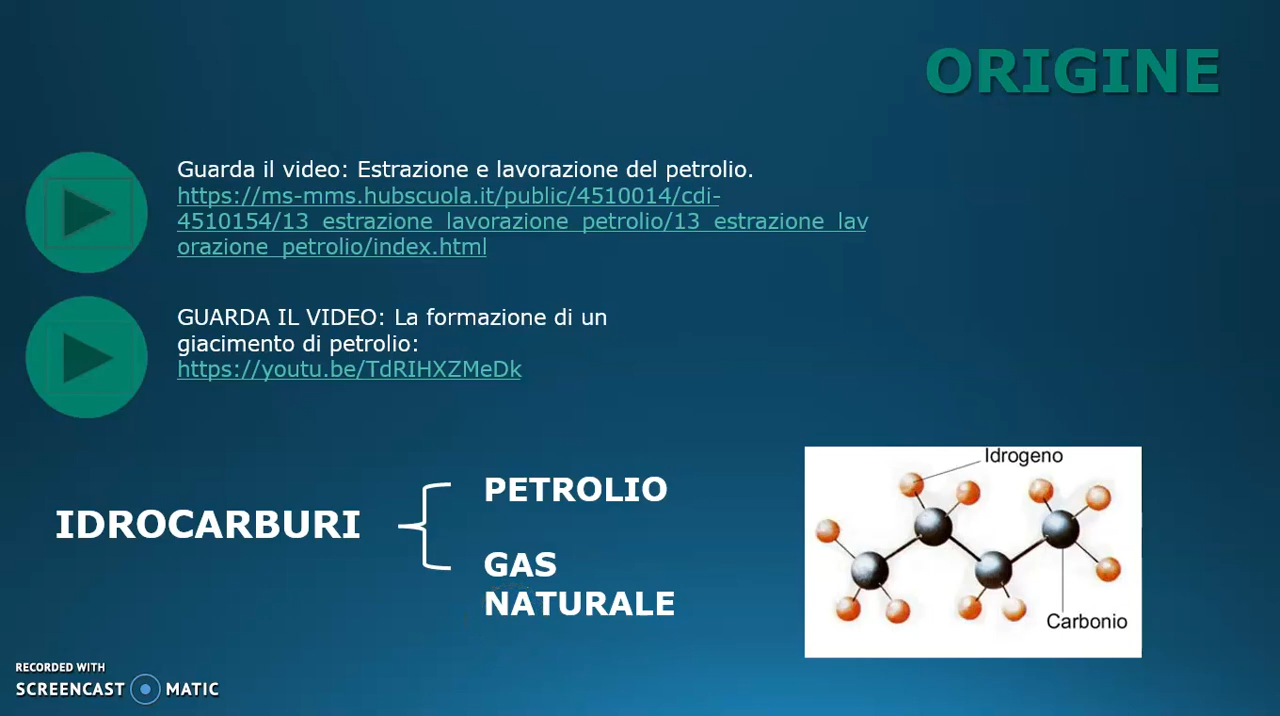 ORIGINE
Guarda il video: Estrazione e lavorazione del petrolio.
https://ms-mms.hubscuola.it/public/4510014/cdi-
4510154/13_estrazione_lavorazione_petrolio/13_estrazione_lav
orazione_petrolio/index.html
GUARDA IL VIDEO: La formazione di un
giacimento di petrolio:
https://youtu.be/TdRIHXZMeDk
IDROCARBURI
PETROLIO
GAS
NATURALE
Idrogeno
Carbonio
RECORDED WITH
SCREENCAST MATIC